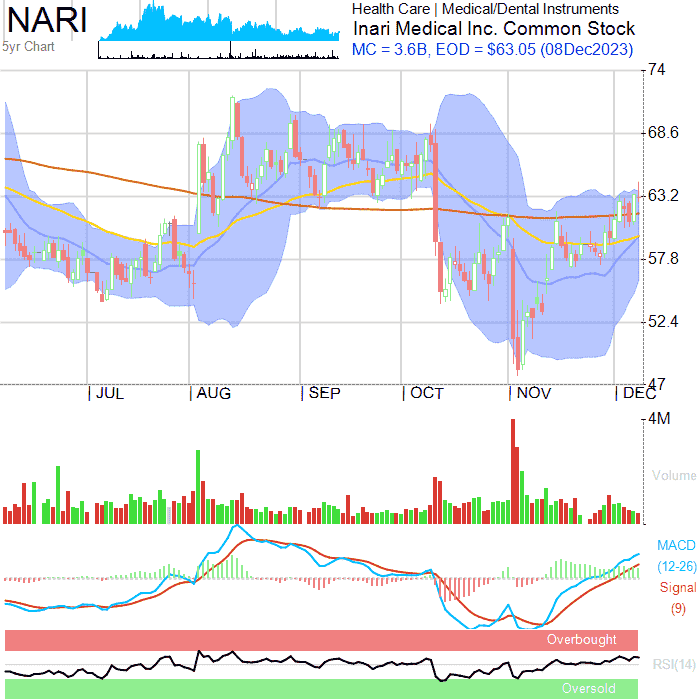 NARI
5yr Chart
Health Care | Medical/Dental Instruments
Inari Medical Inc. Common Stock
MC = 3.6B, EOD = $63.05 (08Dec2023)
74
68.6
63.2
57.8
52.4
47
JUL
AUG
SEP
OCT
NOV
DEC
4M
Volume
MACD
(12-26)
Signal
(9)
Overbought
RSI(14)
Oversold